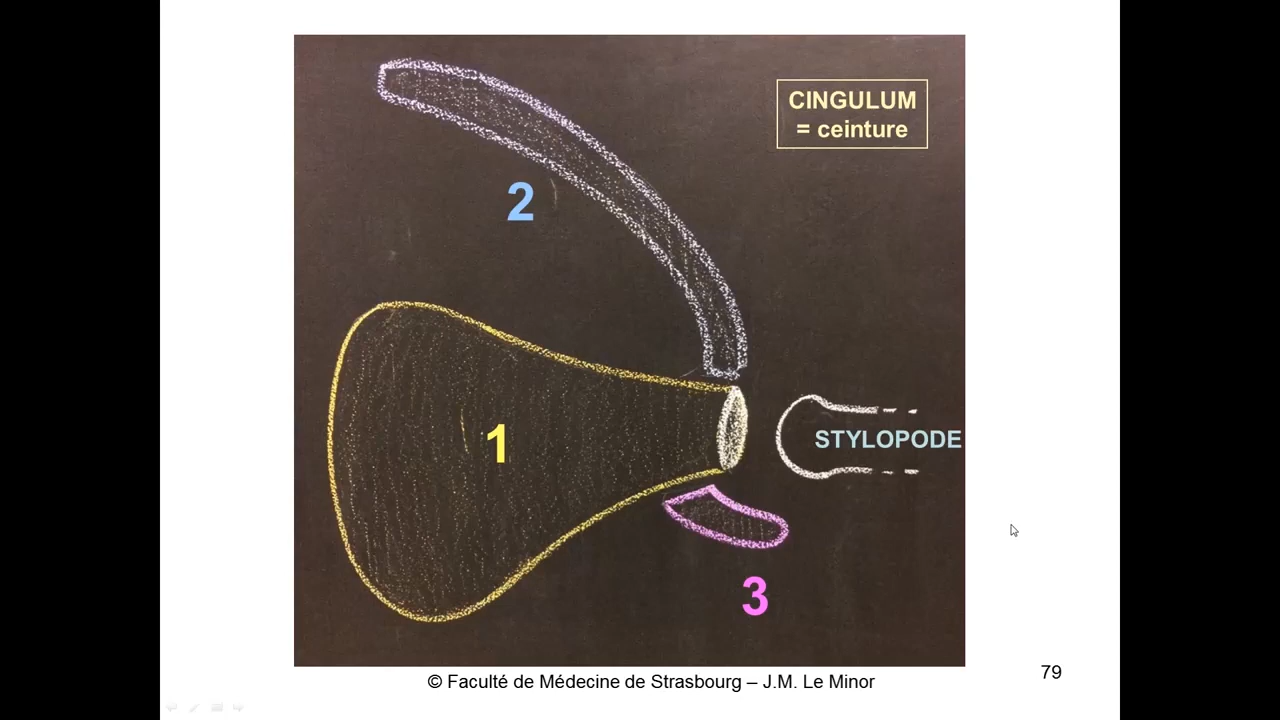 CINGULUM
= ceinture
2
1
STYLOPODE
3
© Faculté de Médecine de Strasbourg – J.M. Le Minor
79